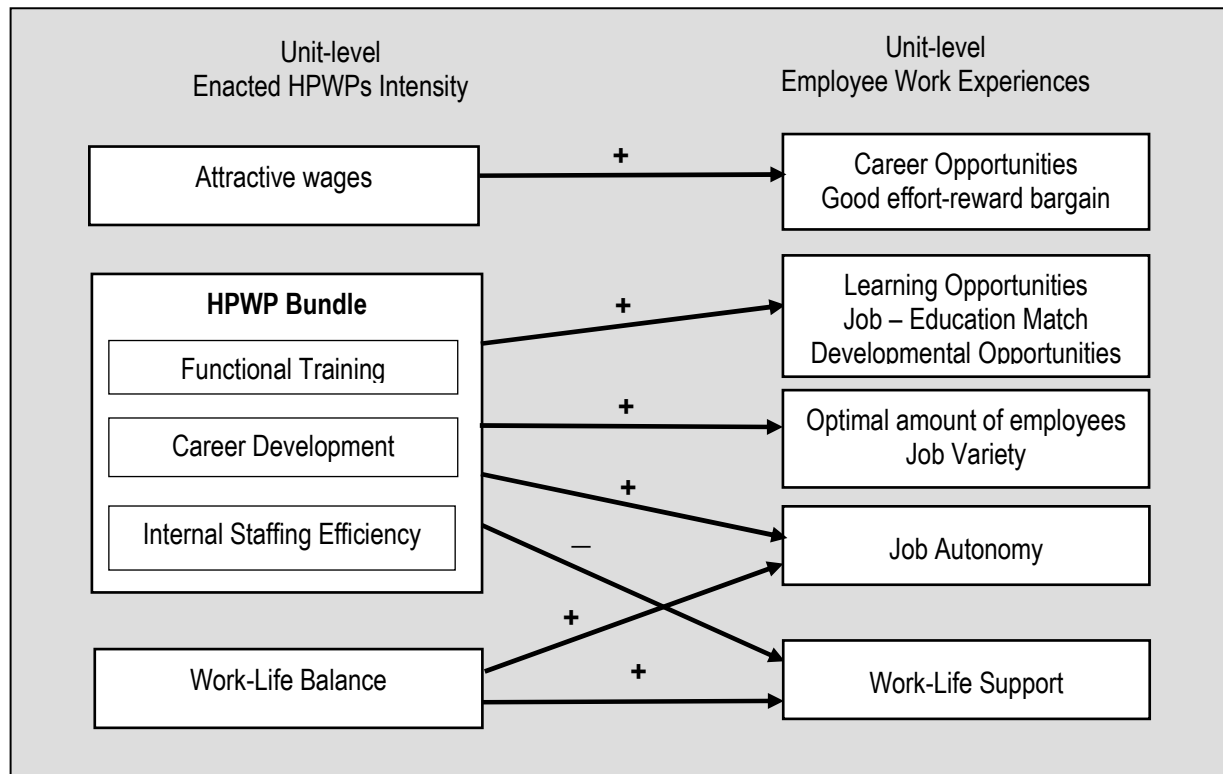 Unit-level
Enacted HPWPs Intensity
Unit-level
Employee Work Experiences
Attractive wages
+
Career Opportunities
Good effort-reward bargain
HPWP Bundle
Functional Training
Career Development
Internal Staffing Efficiency
+
Learning Opportunities
Job – Education Match
Developmental Opportunities
+
Optimal amount of employees
Job Variety
+
Job Autonomy
–
+
Work-Life Balance
+
Work-Life Support